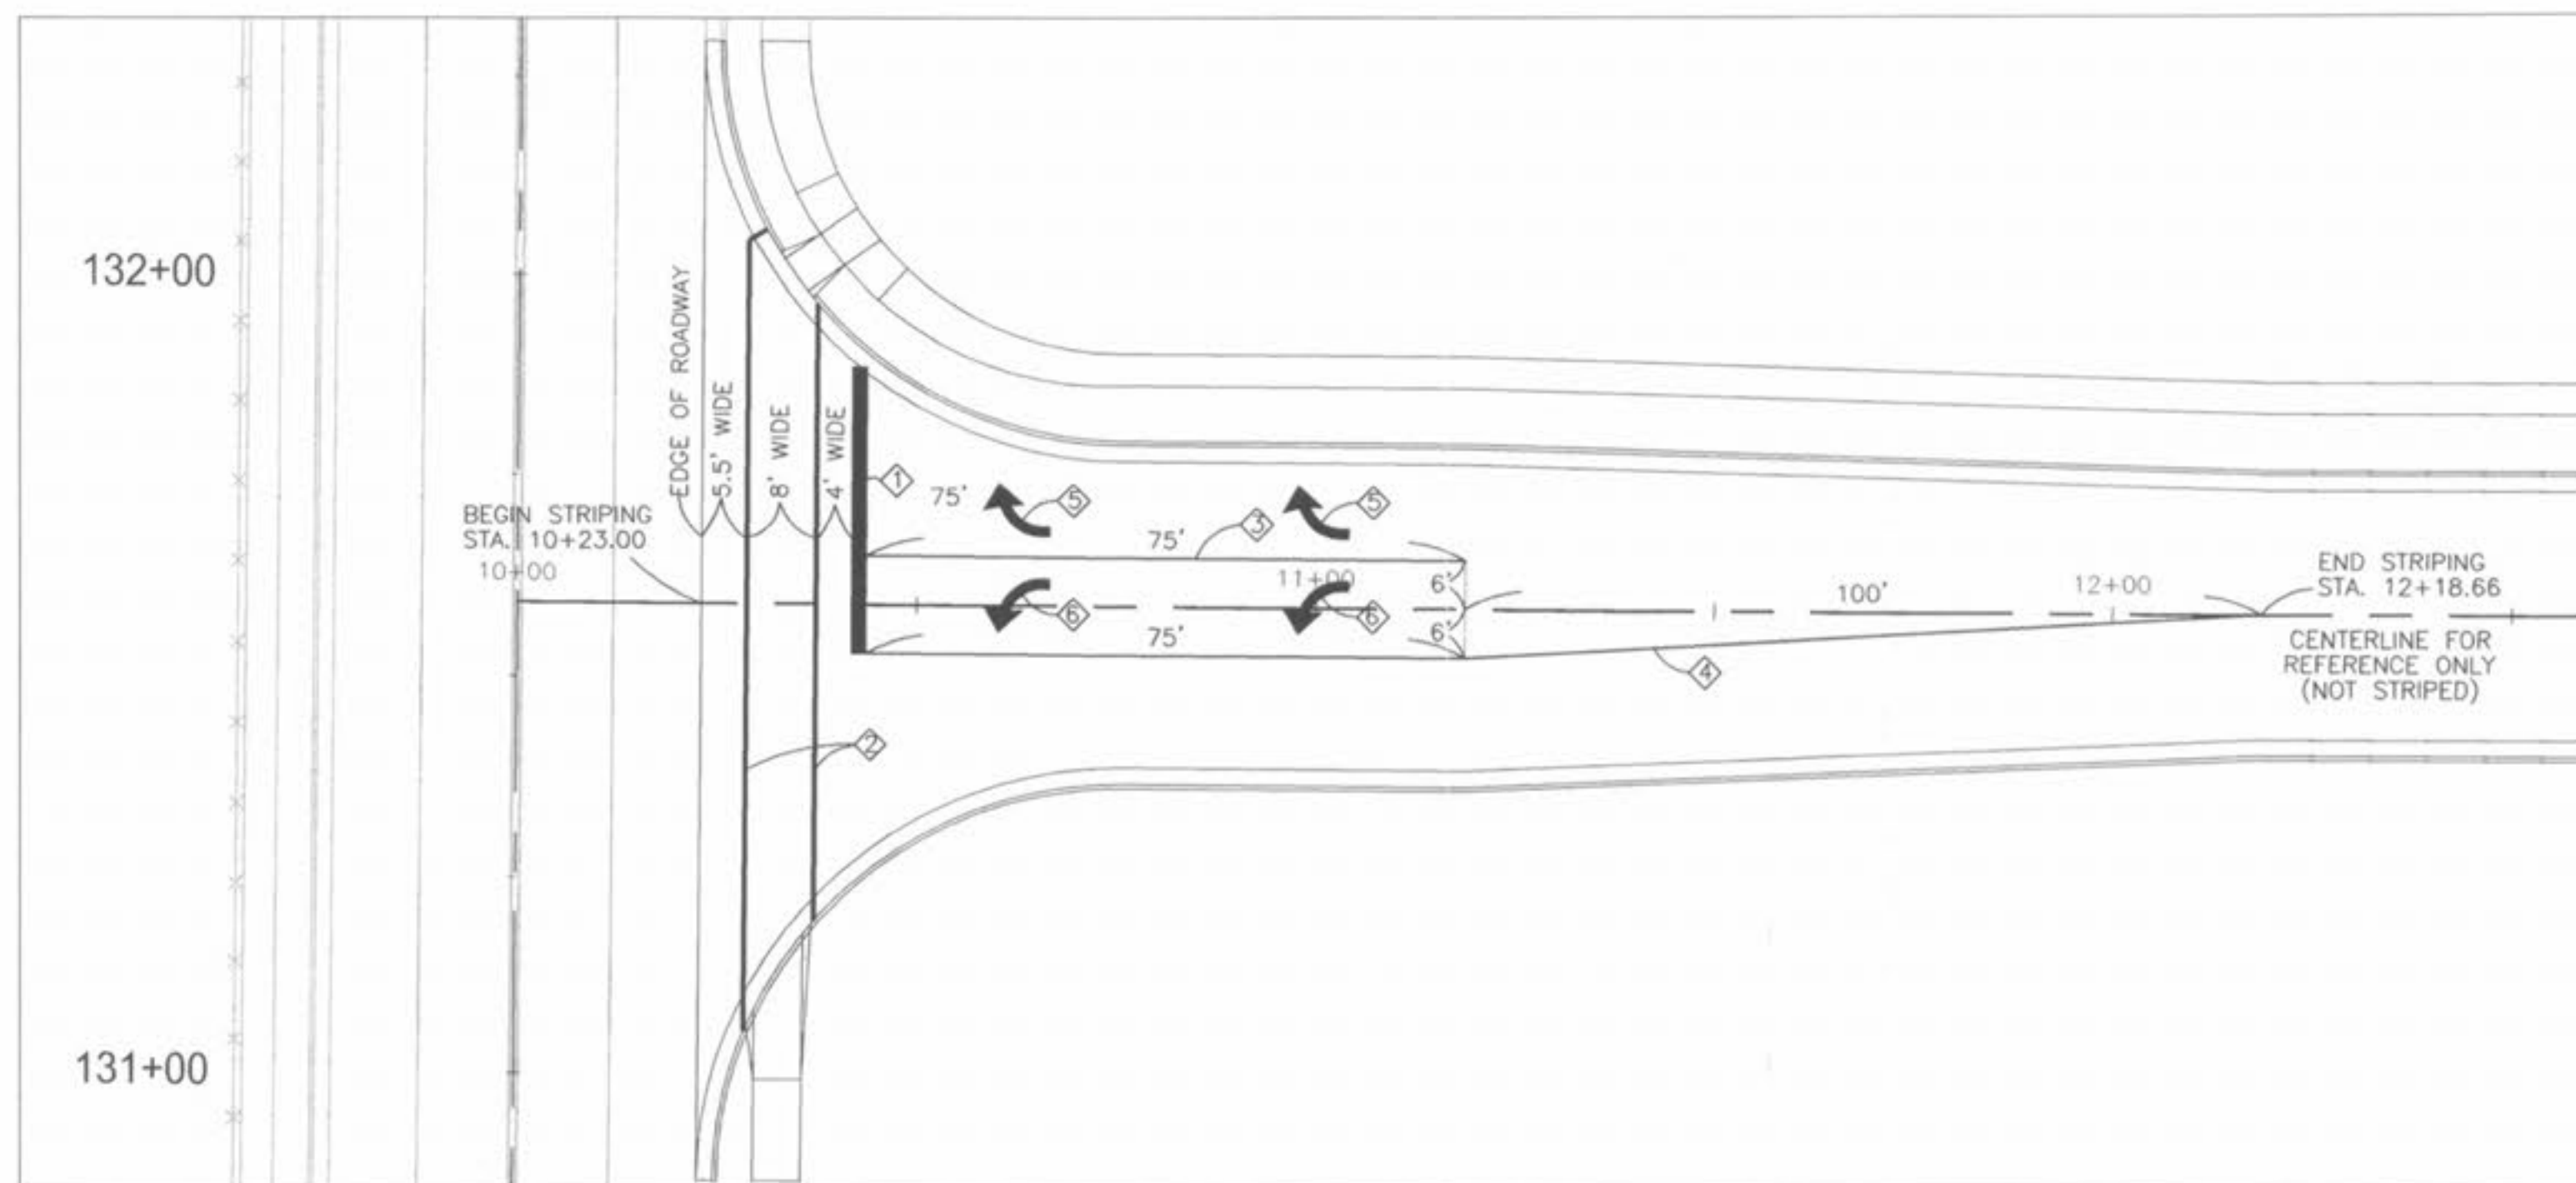 132+00
131+00
EDGE OF ROADWAY
5.5' WIDE
8' WIDE
4' WIDE
BEGIN STRIPING
STA. 10+23.00
10+00
1
75'
5
75'
3
5
11+00
6'
6
6
6'
75'
2
4
100'
12+00
END STRIPING
STA. 12+18.66
CENTERLINE FOR
REFERENCE ONLY
(NOT STRIPED)